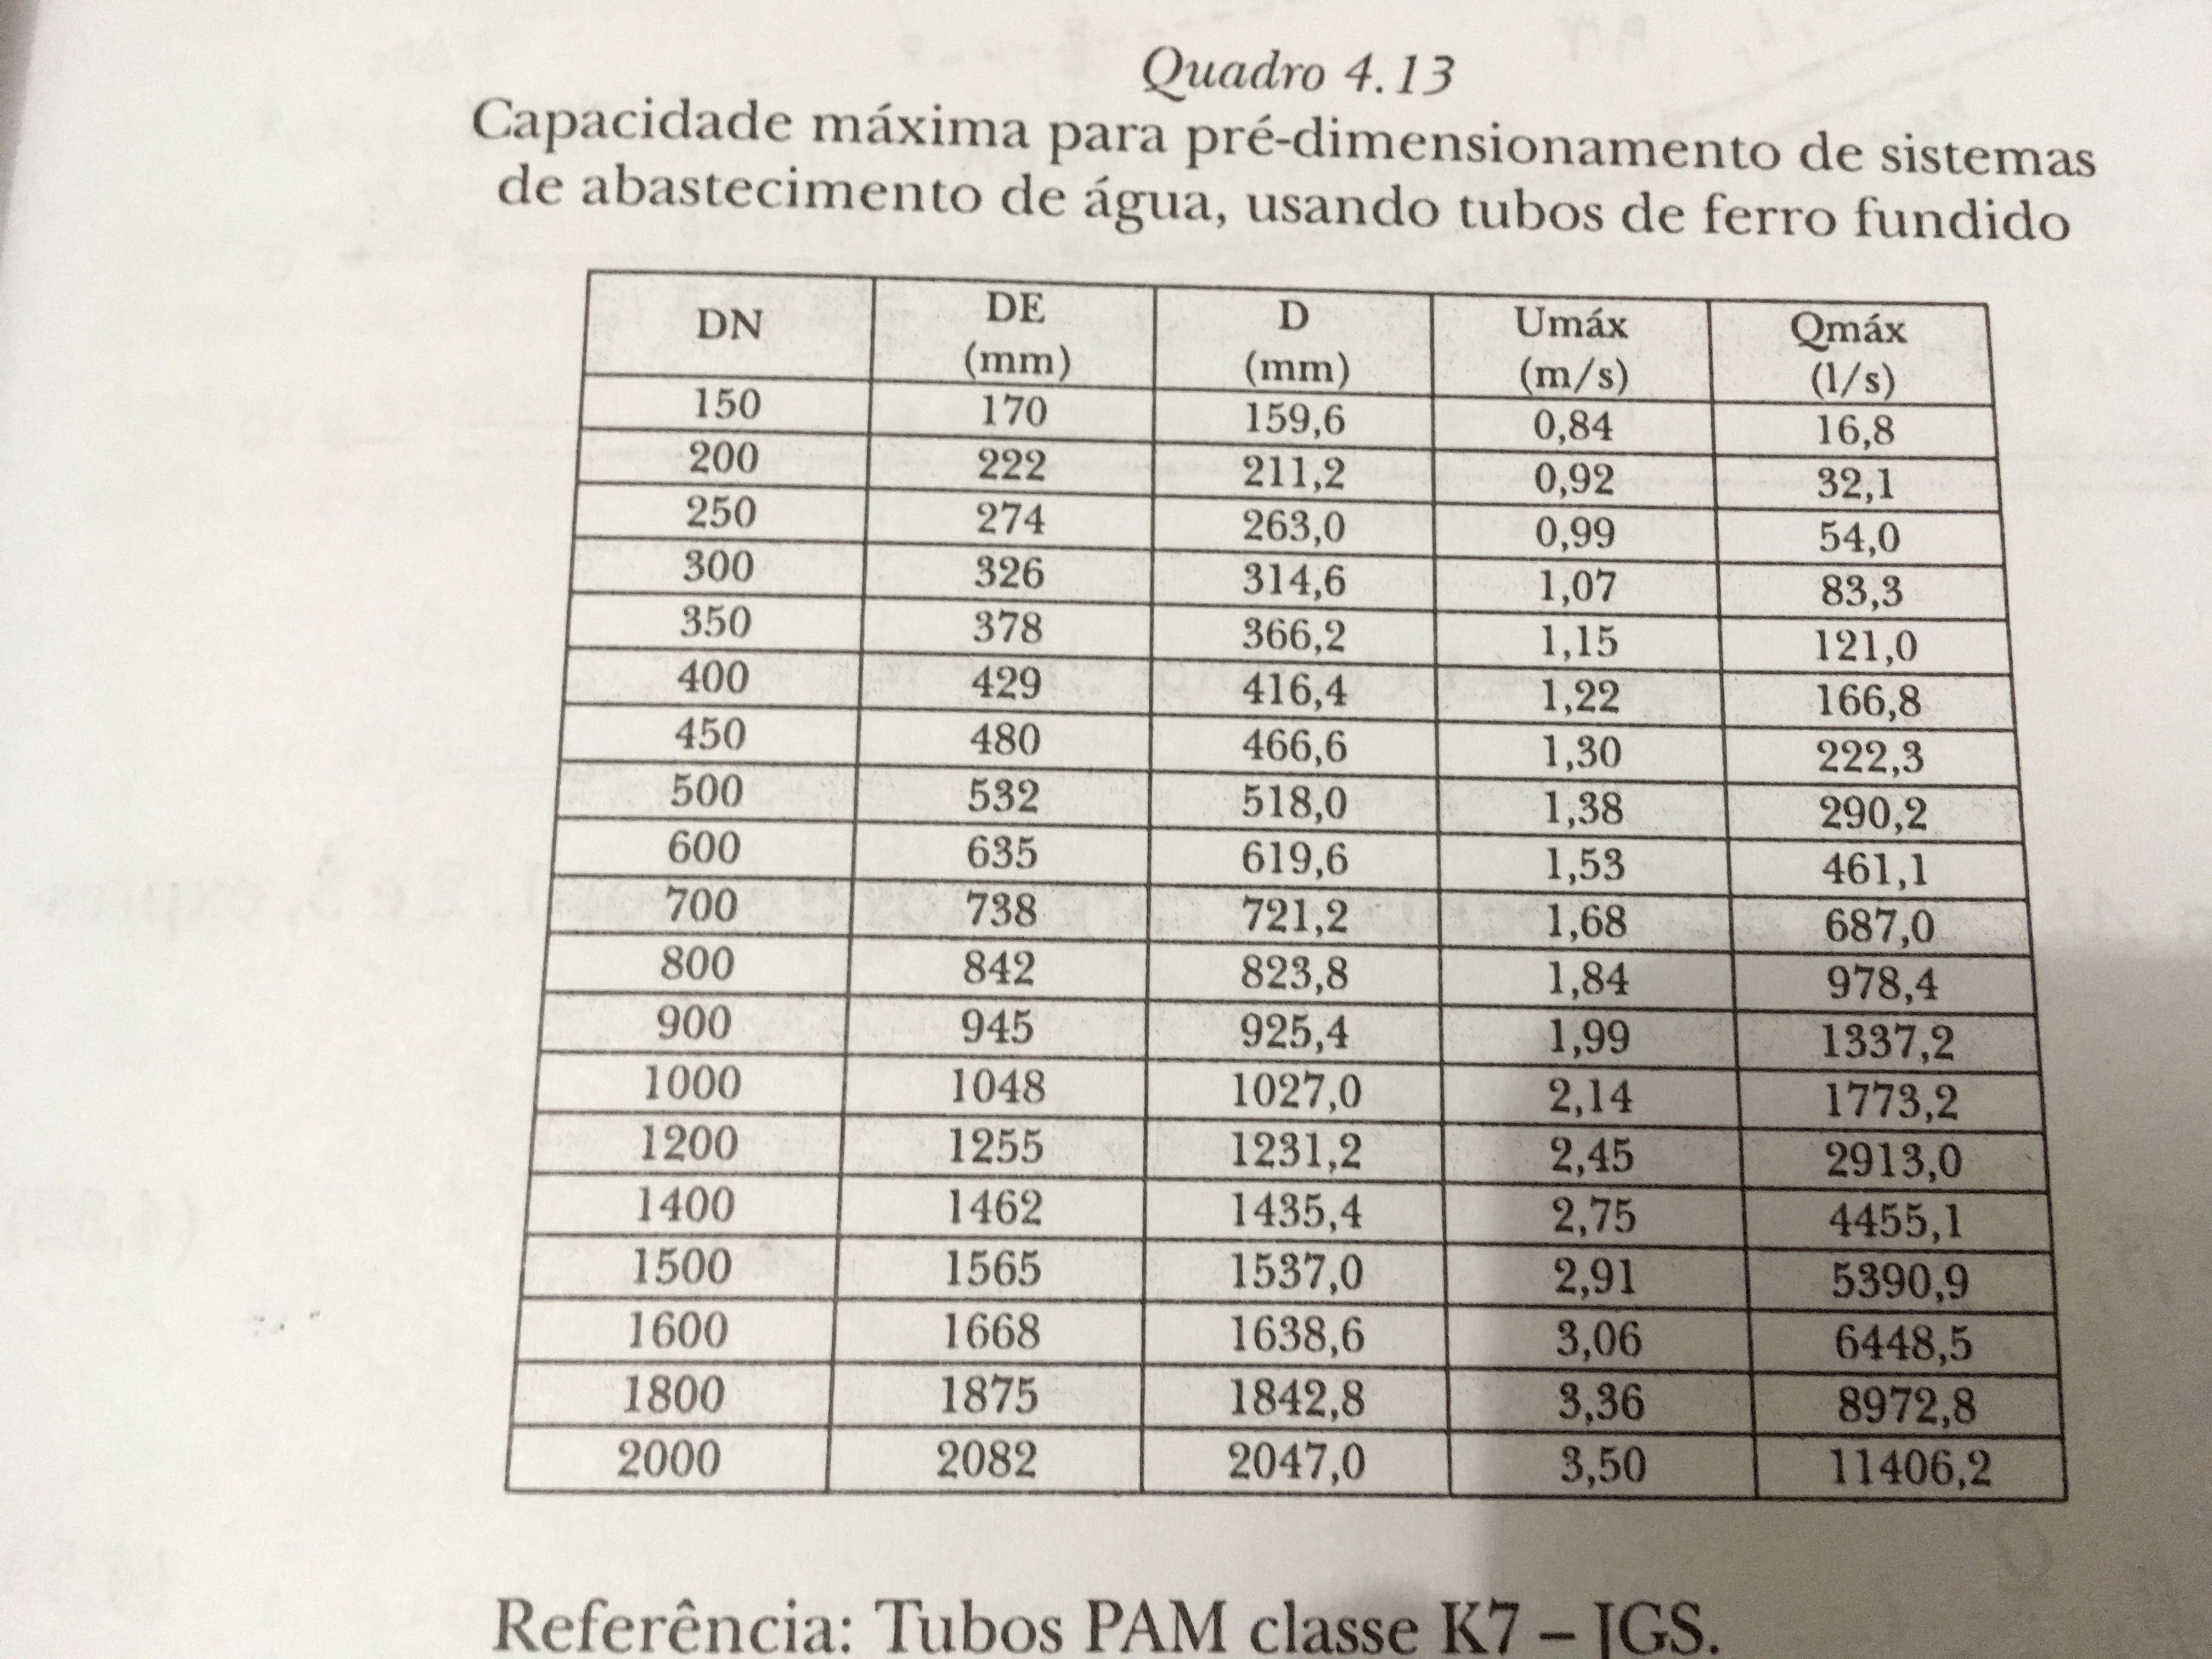 Quadro 4.13
Capacidade máxima para pré-dimensionamento de sistemas
de abastecimento de água, usando tubos de ferro fundido
DN DE (mm) D (mm) Umáx (m/s) Qmáx (l/s)
150 170 159,6 0,84 16,8
200 222 211,2 0,92 32,1
250 274 263,0 0,99 54,0
300 326 314,6 1,07 83,3
350 378 366,2 1,15 121,0
400 429 416,4 1,22 166,8
450 480 466,6 1,30 222,3
500 532 518,0 1,38 290,2
600 635 619,6 1,53 461,1
700 738 721,2 1,68 687,0
800 842 823,8 1,84 978,4
900 945 925,4 1,99 1337,2
1000 1048 1027,0 2,14 1773,2
1200 1255 1231,2 2,45 2913,0
1400 1462 1435,4 2,75 4455,1
1500 1565 1537,0 2,91 5390,9
1600 1668 1638,6 3,06 6448,5
1800 1875 1842,8 3,36 8972,8
2000 2082 2047,0 3,50 11406,2
Referência: Tubos PAM classe K7 – JGS.